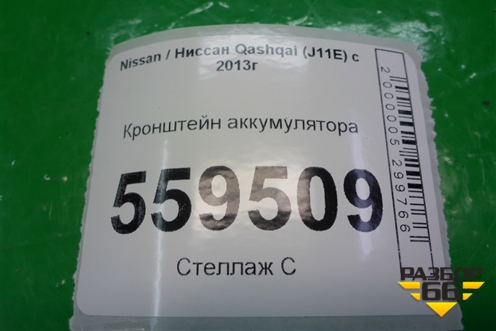 Nissan / Ниссан Qashqai (J11E) с
2013г
Кронштейн аккумулятора
559509
Стеллаж С
2000005299766
РАЗБОР
66